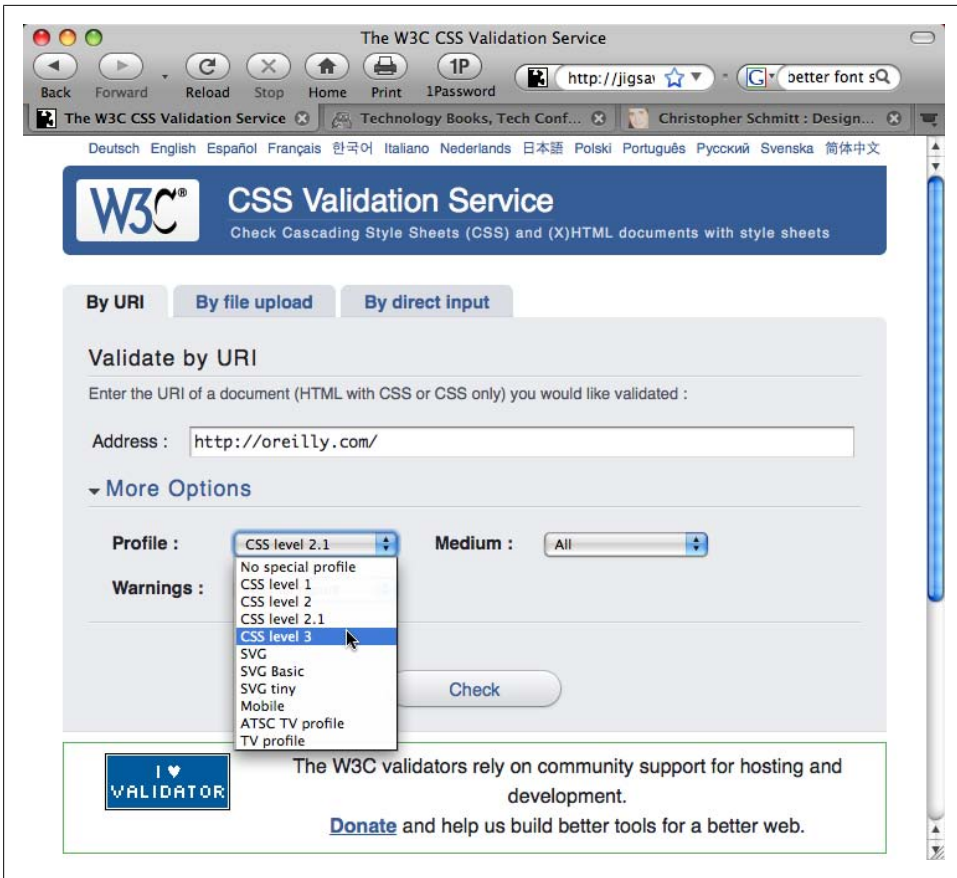 The W3C CSS Validation Service
1P
http://jigsa
G
better font s
Back Forward Reload Stop Home Print 1Password
The W3C CSS Validation Service Technology Books, Tech Conf... Christopher Schmitt : Design...
Deutsch English Español Français 한국어 Italiano Nederlands 日本語 Polski Português Русский Svenska 简体中文
W3C® CSS Validation Service
Check Cascading Style Sheets (CSS) and (X)HTML documents with style sheets
By URI By file upload By direct input
Validate by URI
Enter the URI of a document (HTML with CSS or CSS only) you would like validated :
Address : http://oreilly.com/
More Options
Profile : CSS level 2.1 Medium : All
No special profile
Warnings : CSS level 1
CSS level 2
CSS level 2.1
CSS level 3
SVG
SVG Basic
SVG tiny
Check
Mobile
ATSC TV profile
TV profile
I ♥
VALIDATOR
The W3C validators rely on community support for hosting and
development.
Donate and help us build better tools for a better web.